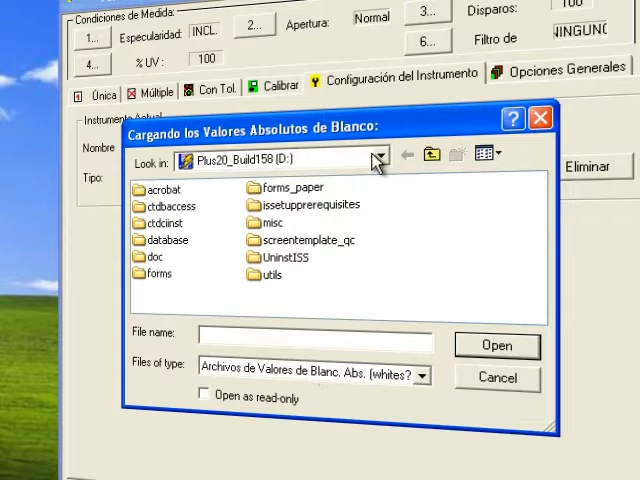 Condiciones de Medida:
1...
Especularidad: INCL.
2...
Apertura: Normal
3...
Disparos: 100
4...
% UV : 100
6...
Filtro de NINGUNO
Única
Múltiple
Con Tol.
Calibrar
Configuración del Instrumento
Opciones Generales
Instrumento Actual
Nombre
Tipo:
Eliminar
Cargando los Valores Absolutos de Blanco:
Look in: Plus20_Build158 (D:)
acrobat
ctdbaccess
ctdciinst
database
doc
forms
forms_paper
issetupprerequisites
misc
screentemplate_qc
UninstISS
utils
File name:
Open
Files of type: Archivos de Valores de Blanc. Abs. (whites?
Cancel
Open as read-only